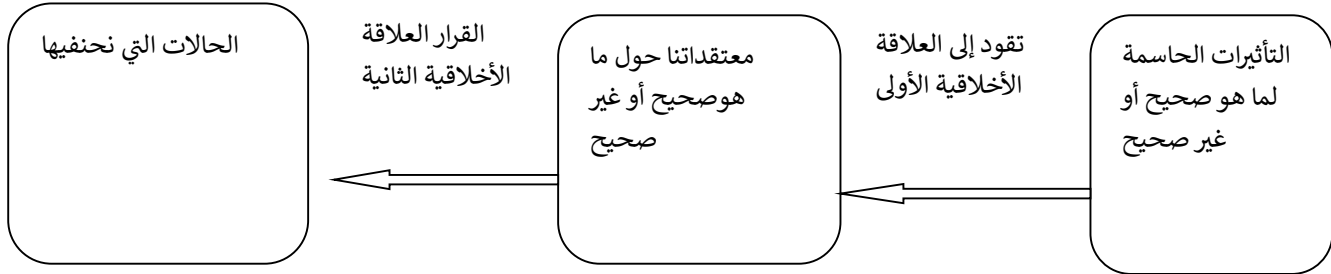 التأثيرات الحاسمة
لما هو صحيح أو
غير صحيح
تقود إلى العلاقة
الأخلاقية الأولى
معتقداتنا حول ما
هوصحيح أو غير
صحيح
القرار العلاقة
الأخلاقية الثانية
الحالات التي نحنفيها